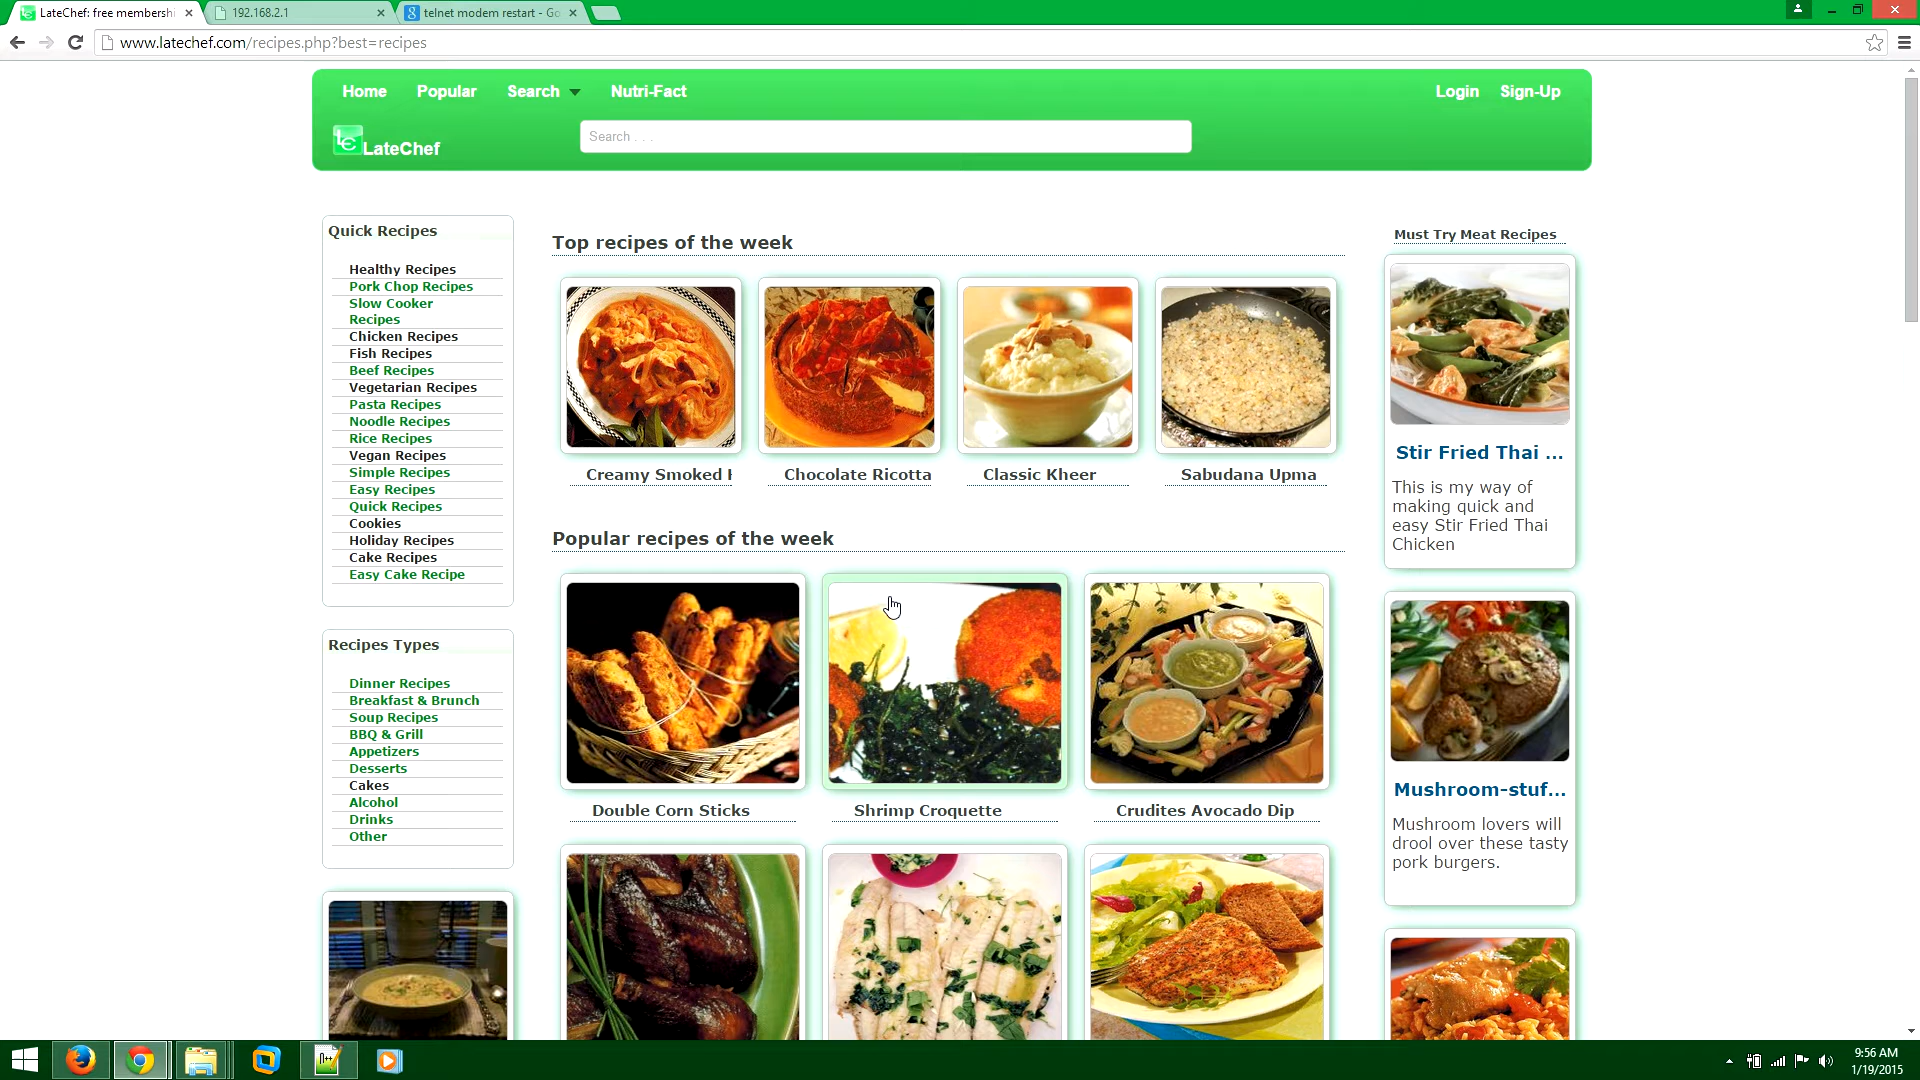 LateChef: free membersh
192.168.2.1
telnet modem restart - Go
www.latechef.com/recipes.php?best=recipes
Home
Popular
Search
Nutri-Fact
Login
Sign-Up
LC LateChef
Search . . .
Quick Recipes
Healthy Recipes
Pork Chop Recipes
Slow Cooker
Recipes
Chicken Recipes
Fish Recipes
Beef Recipes
Vegetarian Recipes
Pasta Recipes
Noodle Recipes
Rice Recipes
Vegan Recipes
Simple Recipes
Easy Recipes
Quick Recipes
Cookies
Holiday Recipes
Cake Recipes
Easy Cake Recipe
Recipes Types
Dinner Recipes
Breakfast & Brunch
Soup Recipes
BBQ & Grill
Appetizers
Desserts
Cakes
Alcohol
Drinks
Other
Top recipes of the week
Creamy Smoked
Chocolate Ricotta
Classic Kheer
Sabudana Upma
Popular recipes of the week
Double Corn Sticks
Shrimp Croquette
Crudites Avocado Dip
Must Try Meat Recipes
Stir Fried Thai ...
This is my way of
making quick and
easy Stir Fried Thai
Chicken
Mushroom-stuf...
Mushroom lovers will
drool over these tasty
pork burgers.
9:56 AM
1/19/2015